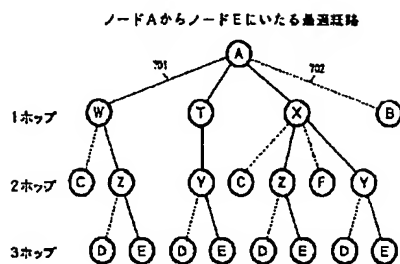 ノードAからノードEにいたる最適経路
A
701
702
1ホップ W T X B
2ホップ C Z Y C Z F Y
3ホップ D E D E D E D E